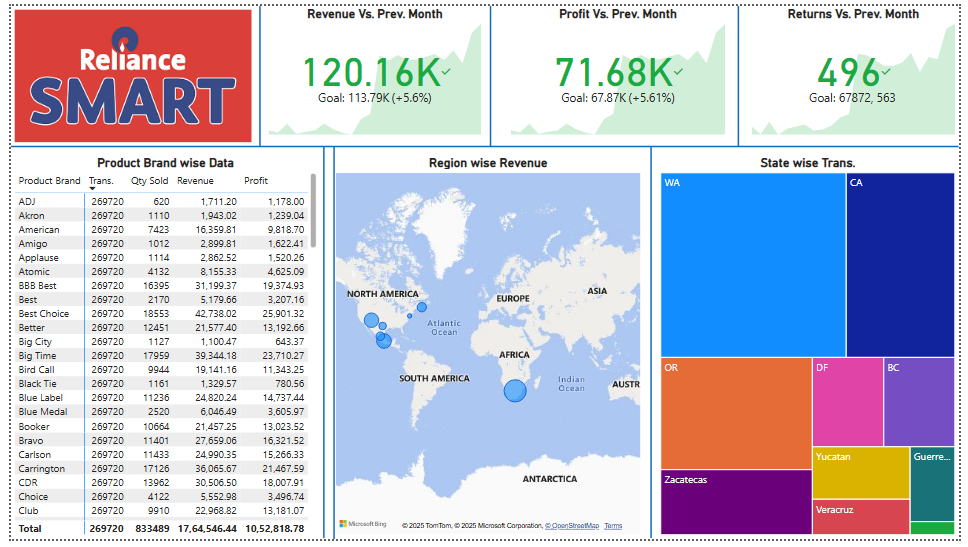 Reliance
SMART
Revenue Vs. Prev. Month
120.16K
Goal: 113.79K (+5.6%)
Profit Vs. Prev. Month
71.68K
Goal: 67.87K (+5.61%)
Returns Vs. Prev. Month
496
Goal: 67872, 563
Product Brand wise Data
Product Brand Trans. Qty Sold Revenue Profit
ADJ 269720 620 1,711.20 1,178.00
Akron 269720 1110 1,943.02 1,239.04
American 269720 7423 16,359.81 9,818.70
Amigo 269720 1012 2,899.81 1,622.41
Applause 269720 1114 2,862.52 1,520.26
Atomic 269720 4132 8,155.33 4,625.09
BBB Best 269720 16395 31,199.37 19,374.93
Best 269720 2170 5,179.66 3,207.16
Best Choice 269720 18553 42,738.02 25,901.32
Better 269720 12451 21,577.40 13,192.66
Big City 269720 1127 1,100.47 643.37
Big Time 269720 17959 39,344.18 23,710.27
Bird Call 269720 9944 19,141.16 11,343.25
Black Tie 269720 1161 1,329.57 780.56
Blue Label 269720 11236 24,820.24 14,737.44
Blue Medal 269720 2520 6,046.49 3,605.97
Booker 269720 10664 21,457.25 13,023.52
Bravo 269720 11401 27,659.06 16,321.52
Carlson 269720 11433 24,990.35 15,266.33
Carrington 269720 17126 36,065.67 21,467.59
CDR 269720 13962 30,506.50 18,007.91
Choice 269720 4122 5,552.98 3,496.74
Club 269720 9910 22,968.82 13,181.07
Total 269720 833489 17,64,546.44 10,52,818.78
Region wise Revenue
NORTH AMERICA
EUROPE
ASIA
Atlantic
Ocean
AFRICA
SOUTH AMERICA
Indian
Ocean
AUSTR
ANTARCTICA
Microsoft Bing
© 2025 TomTom, © 2025 Microsoft Corporation, © OpenStreetMap Terms
State wise Trans.
WA
CA
OR
DF
BC
Zacatecas
Yucatan
Guerre...
Veracruz